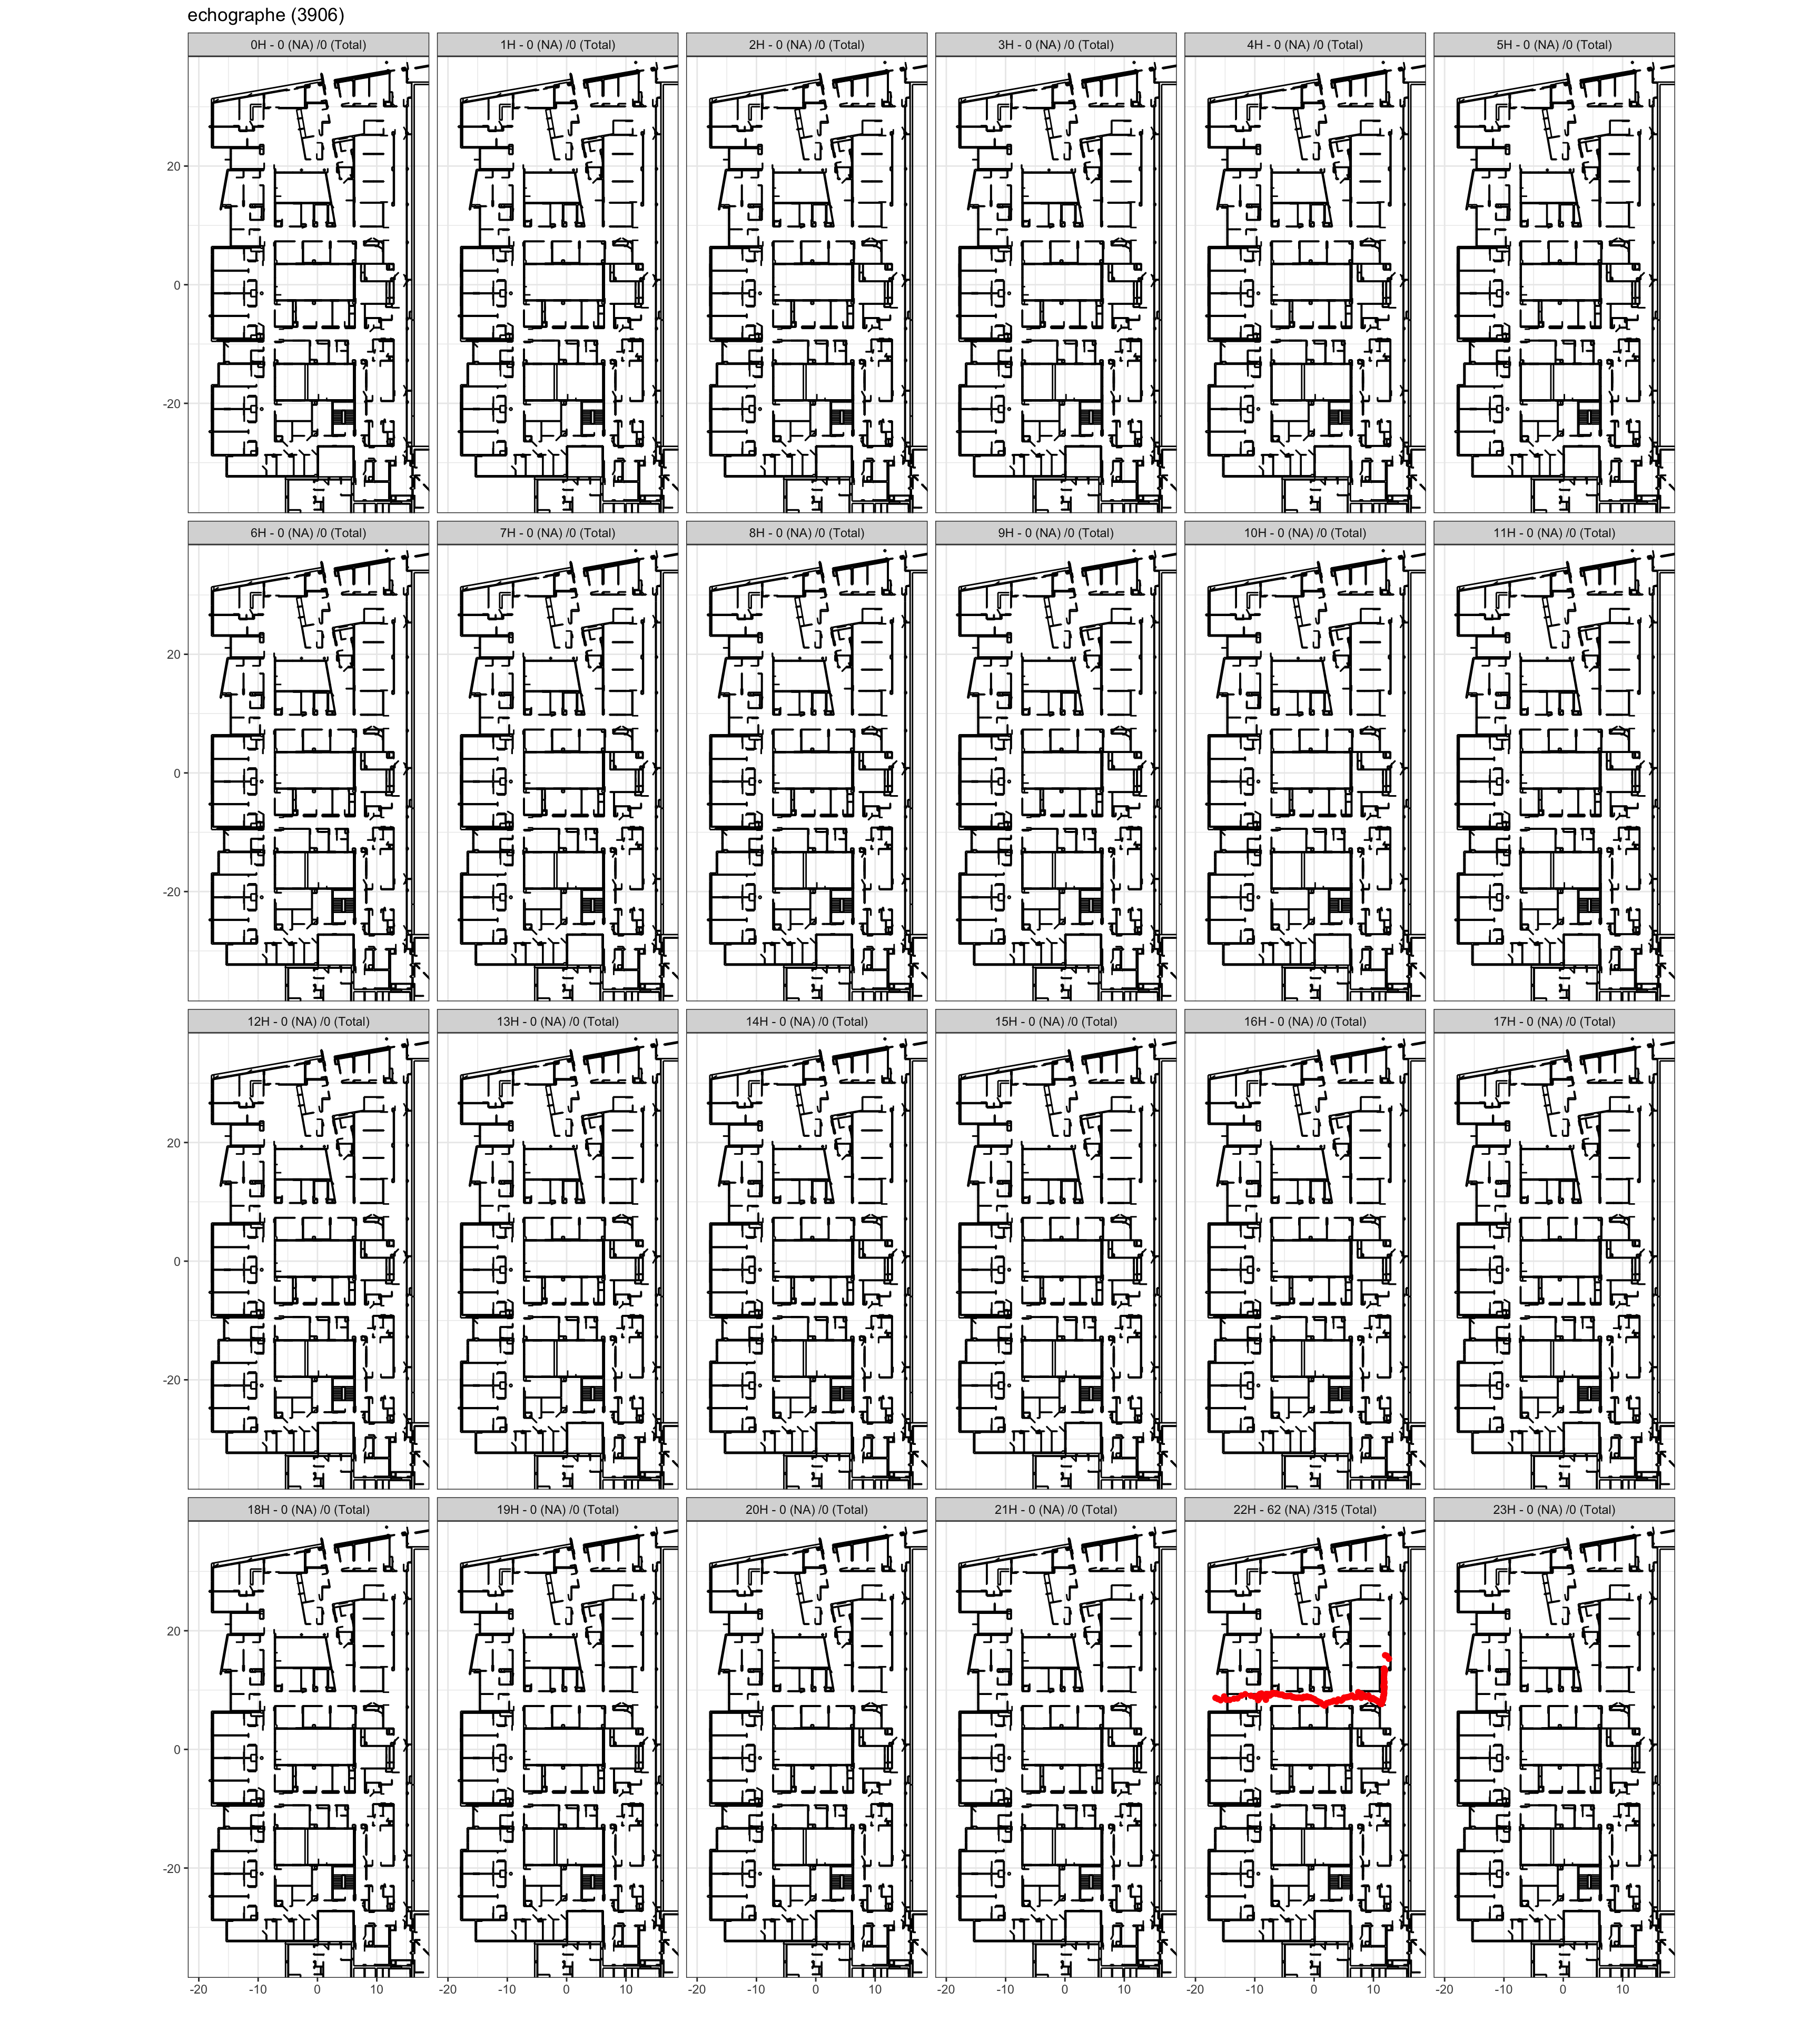 echographe (3906)
0H - 0 (NA) /0 (Total) 1H - 0 (NA) /0 (Total) 2H - 0 (NA) /0 (Total) 3H - 0 (NA) /0 (Total) 4H - 0 (NA) /0 (Total) 5H - 0 (NA) /0 (Total)
20
0
-20
6H - 0 (NA) /0 (Total) 7H - 0 (NA) /0 (Total) 8H - 0 (NA) /0 (Total) 9H - 0 (NA) /0 (Total) 10H - 0 (NA) /0 (Total) 11H - 0 (NA) /0 (Total)
20
0
-20
12H - 0 (NA) /0 (Total) 13H - 0 (NA) /0 (Total) 14H - 0 (NA) /0 (Total) 15H - 0 (NA) /0 (Total) 16H - 0 (NA) /0 (Total) 17H - 0 (NA) /0 (Total)
20
0
-20
18H - 0 (NA) /0 (Total) 19H - 0 (NA) /0 (Total) 20H - 0 (NA) /0 (Total) 21H - 0 (NA) /0 (Total) 22H - 62 (NA) /315 (Total) 23H - 0 (NA) /0 (Total)
20
0
-20
-20 -10 0 10 -20 -10 0 10 -20 -10 0 10 -20 -10 0 10 -20 -10 0 10 -20 -10 0 10